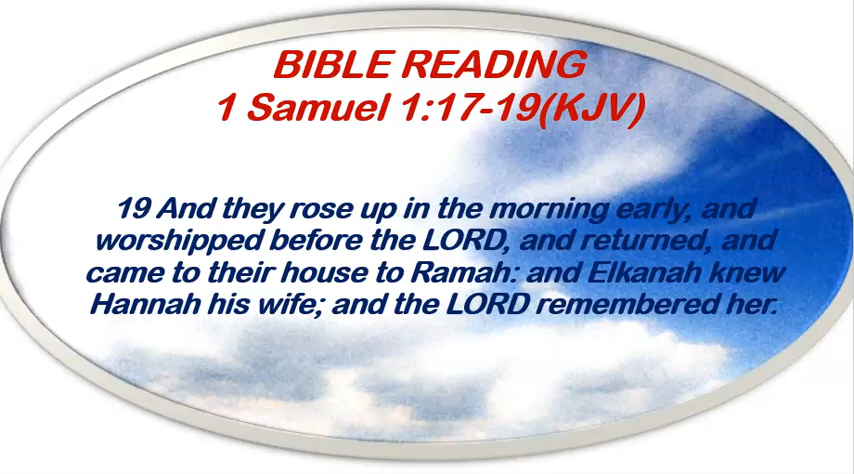 BIBLE READING
1 Samuel 1:17-19(KJV)
19 And they rose up in the morning early, and
worshipped before the LORD, and returned, and
came to their house to Ramah: and Elkanah knew
Hannah his wife; and the LORD remembered her.